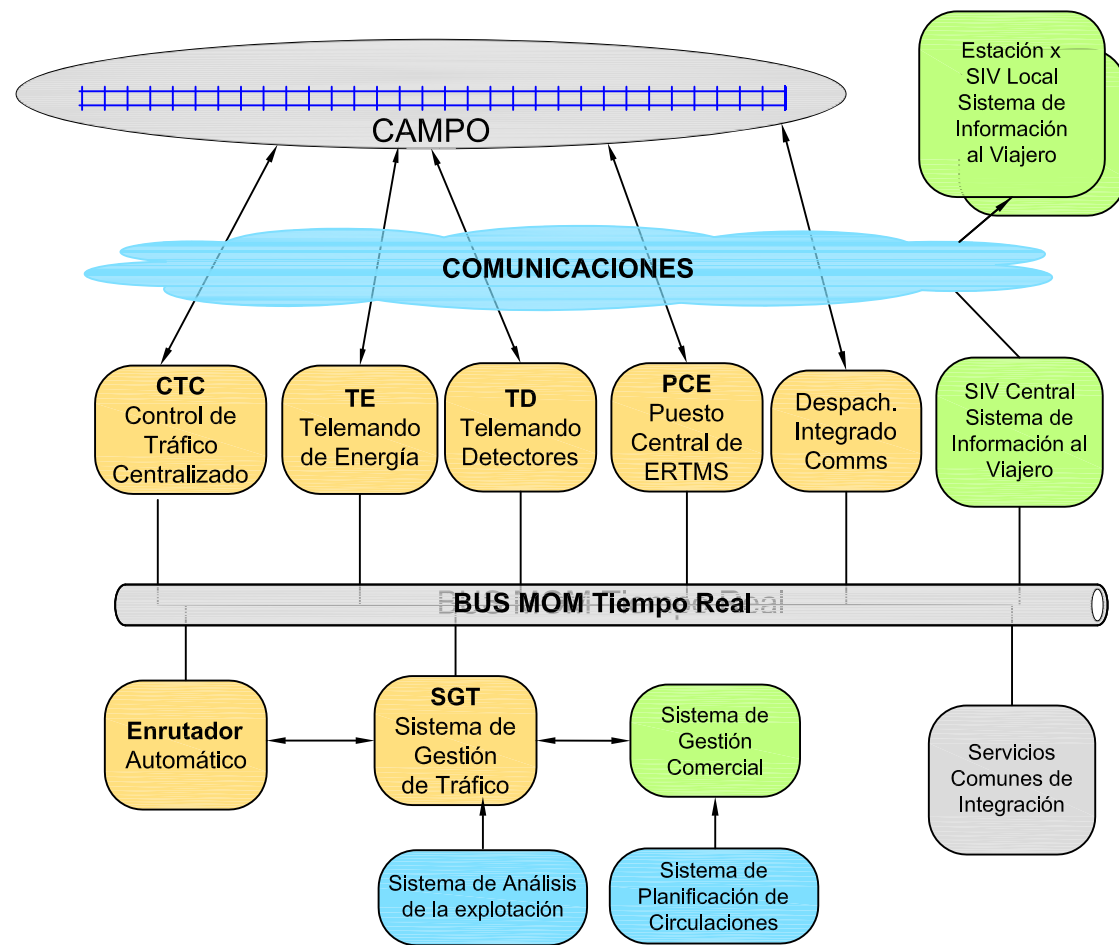 Estación x
SIV Local
Sistema de
Información
al Viajero
CAMPO
COMUNICACIONES
CTC
Control de
Tráfico
Centralizado
TE
Telemando
de Energía
TD
Telemando
Detectores
PCE
Puesto
Central de
ERTMS
Despach.
Integrado
Comms
SIV Central
Sistema de
Información al
Viajero
BUS MOM Tiempo Real
Enrutador
Automático
SGT
Sistema de
Gestión
de Tráfico
Sistema de
Gestión
Comercial
Servicios
Comunes de
Integración
Sistema de Análisis
de la explotación
Sistema de
Planificación de
Circulaciones